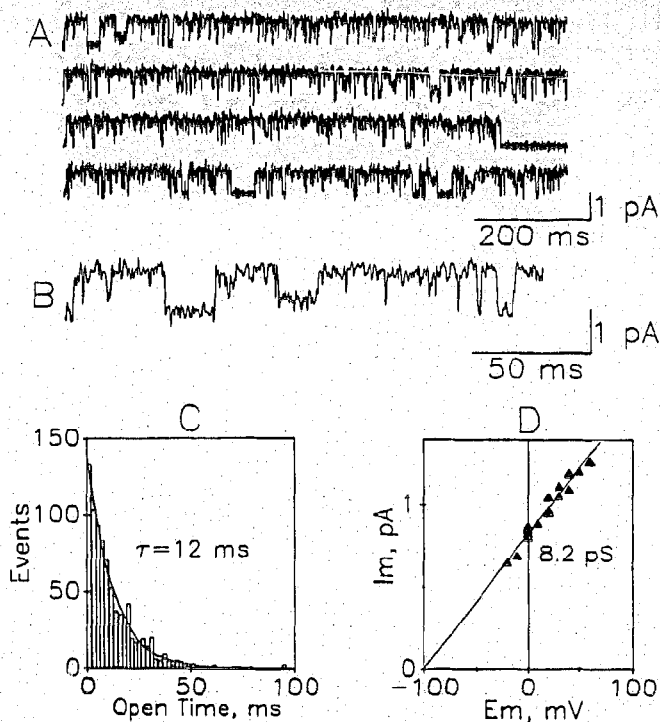 A
1 pA
200 ms
B
1 pA
50 ms
C
150
100
50
0
Events
τ=12 ms
0
50
100
Open Time, ms
D
1
0
Im, pA
8.2 pS
-100
0
100
Em, mV